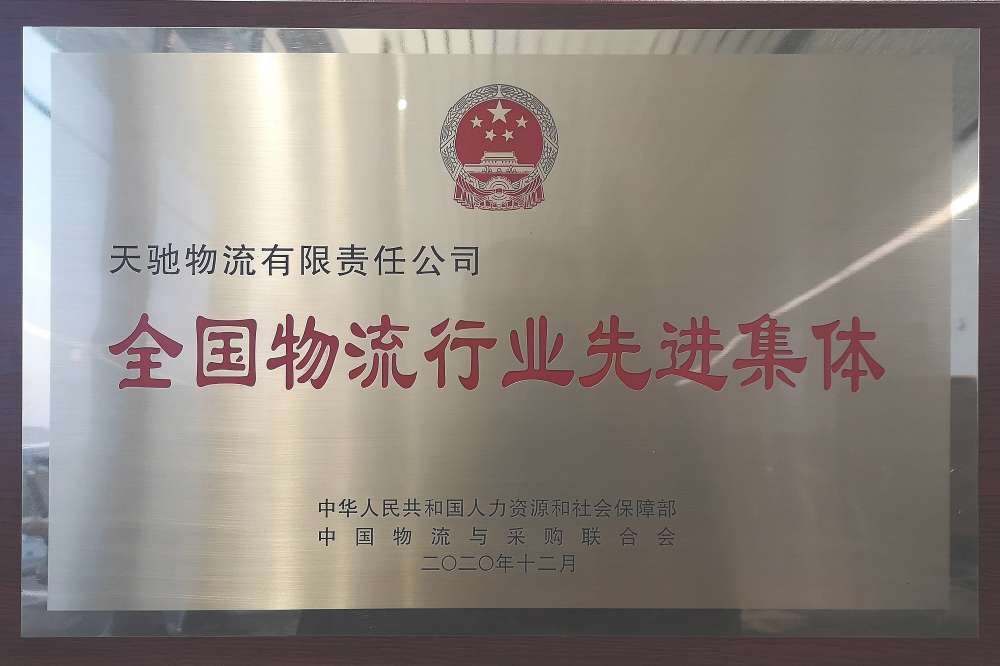 天驰物流有限责任公司
全国物流行业先进集体
中华人民共和国人力资源和社会保障部
中国物流与采购联合会
二〇二〇年十二月